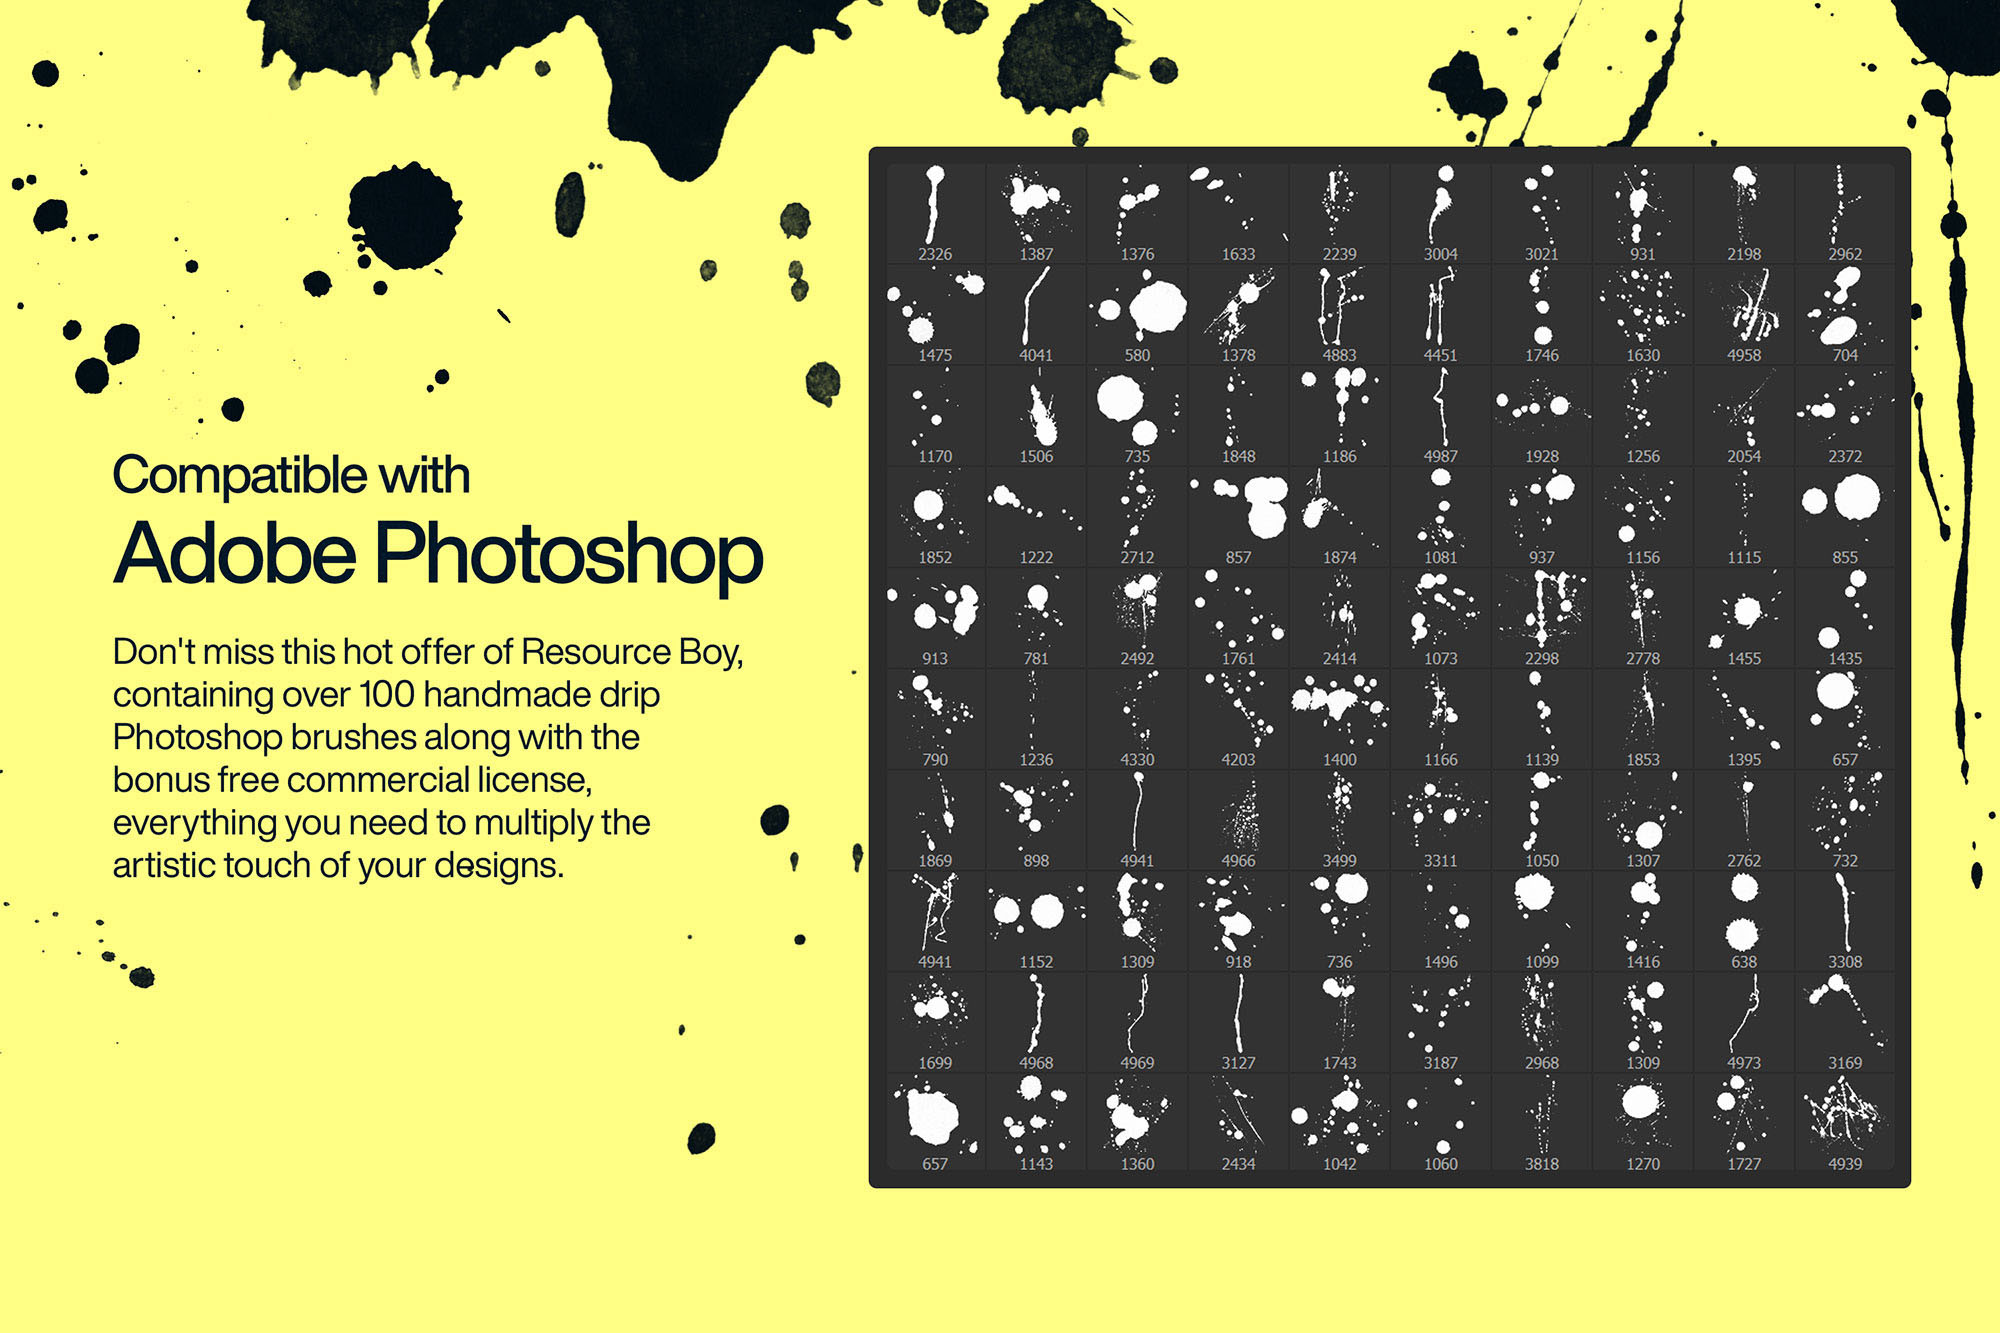 Compatible with
Adobe Photoshop
Don't miss this hot offer of Resource Boy,
containing over 100 handmade drip
Photoshop brushes along with the
bonus free commercial license,
everything you need to multiply the
artistic touch of your designs.
2326 1387 1376 1633 2239 3004 3021 931 2198 2962
1475 4041 580 1378 4883 4451 1746 1630 4958 704
1170 1506 735 1848 1186 4987 1928 1256 2054 2372
1852 1222 2712 857 1874 1081 937 1156 1115 855
913 781 2492 1761 2414 1073 2298 2778 1455 1435
790 1236 4330 4203 1400 1166 1139 1853 1395 657
1869 898 4941 4966 3499 3311 1050 1307 2762 732
4941 1152 1309 918 736 1496 1099 1416 638 3308
1699 4968 4969 3127 1743 3187 2968 1309 4973 3169
657 1143 1360 2434 1042 1060 3818 1270 1727 4939